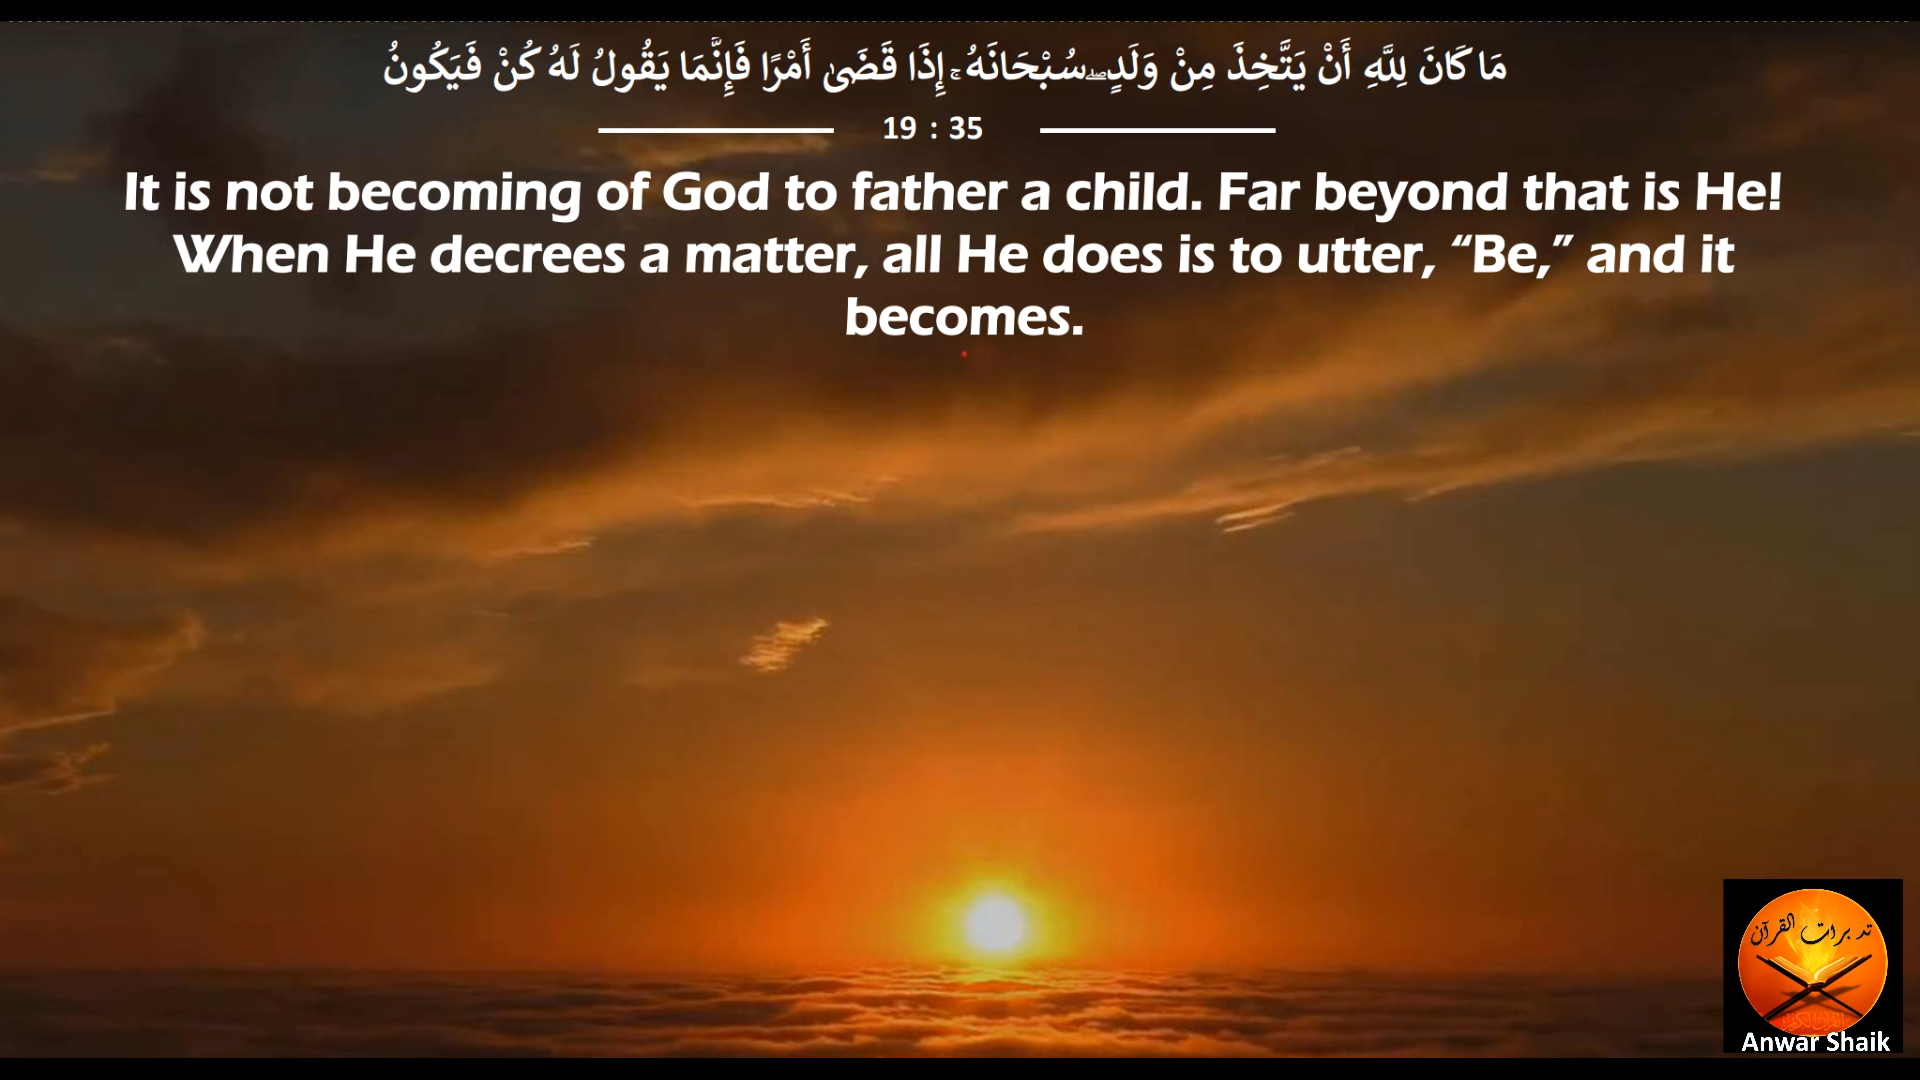 مَا كَانَ لِلَّهِ أَنْ يَتَّخِذَ مِنْ وَلَدٍ ۖ سُبْحَانَهُ ۚ إِذَا قَضَىٰ أَمْرًا فَإِنَّمَا يَقُولُ لَهُ كُنْ فَيَكُونُ
19 : 35
It is not becoming of God to father a child. Far beyond that is He!
When He decrees a matter, all He does is to utter, “Be,” and it
becomes.
تدبرات القرآن
Anwar Shaik